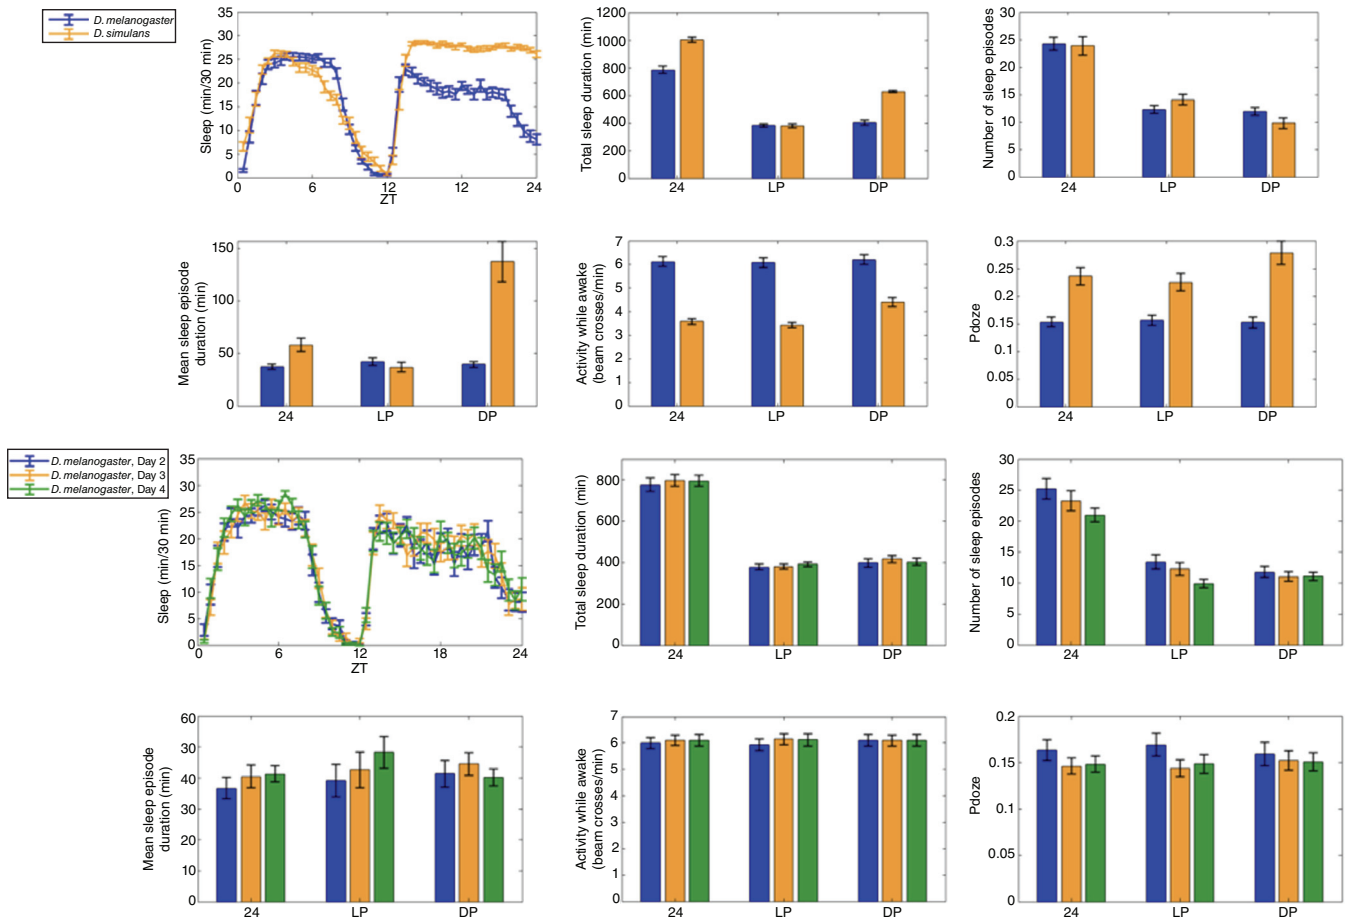 D. melanogaster
D. simulans
Sleep (min/30 min)
35
30
25
20
15
10
5
0
0 6 12 12 24
ZT
Total sleep duration (min)
1200
1000
800
600
400
200
0
24 LP DP
Number of sleep episodes
30
25
20
15
10
5
0
24 LP DP
Mean sleep episode
duration (min)
150
100
50
0
24 LP DP
Activity while awake
(beam crosses/min)
7
6
5
4
3
2
1
0
24 LP DP
Pdoze
0.3
0.25
0.2
0.15
0.1
0.05
0
24 LP DP
D. melanogaster, Day 2
D. melanogaster, Day 3
D. melanogaster, Day 4
Sleep (min/30 min)
35
30
25
20
15
10
5
0
0 6 12 18 24
ZT
Total sleep duration (min)
800
600
400
200
0
24 LP DP
Number of sleep episodes
30
25
20
15
10
5
0
24 LP DP
Mean sleep episode
duration (min)
60
30
40
30
20
10
0
24 LP DP
Activity while awake
(beam crosses/min)
7
6
5
4
3
2
1
0
24 LP DP
Pdoze
0.2
0.15
0.1
0.05
0
24 LP DP